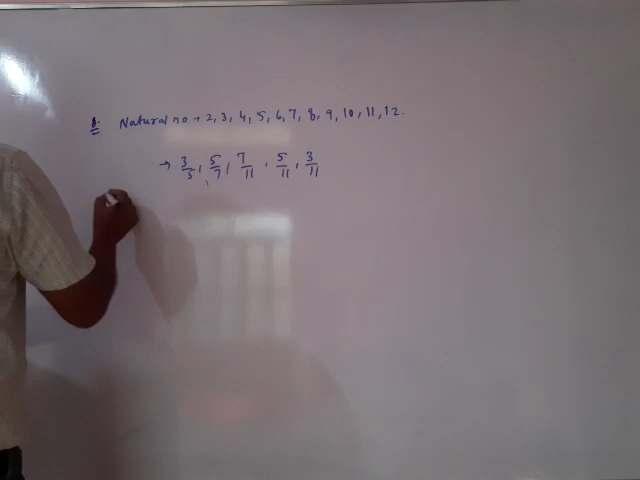 8. Natural no → 2, 3, 4, 5, 6, 7, 8, 9, 10, 11, 12.
→ 3/5, 5/7, 7/11, 5/11, 3/11